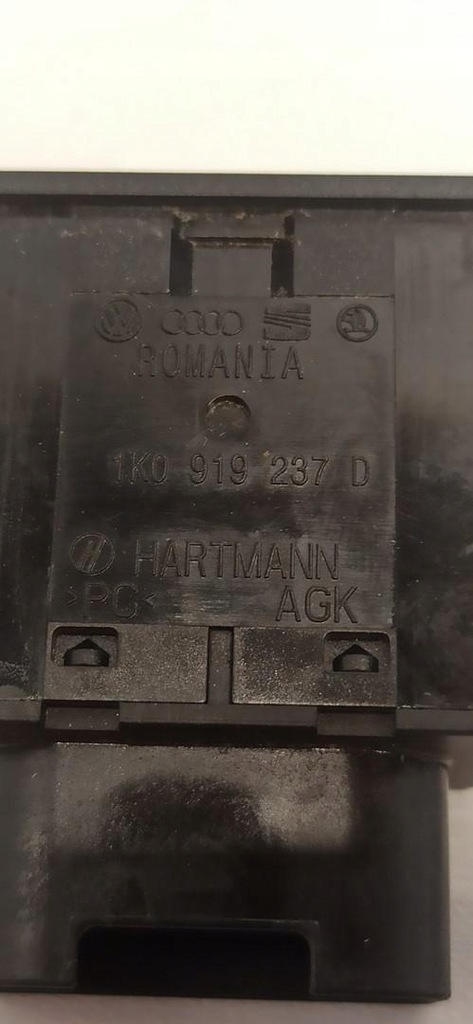 ROMANIA
1K0 919 237 D
HARTMANN
>PC< AGK